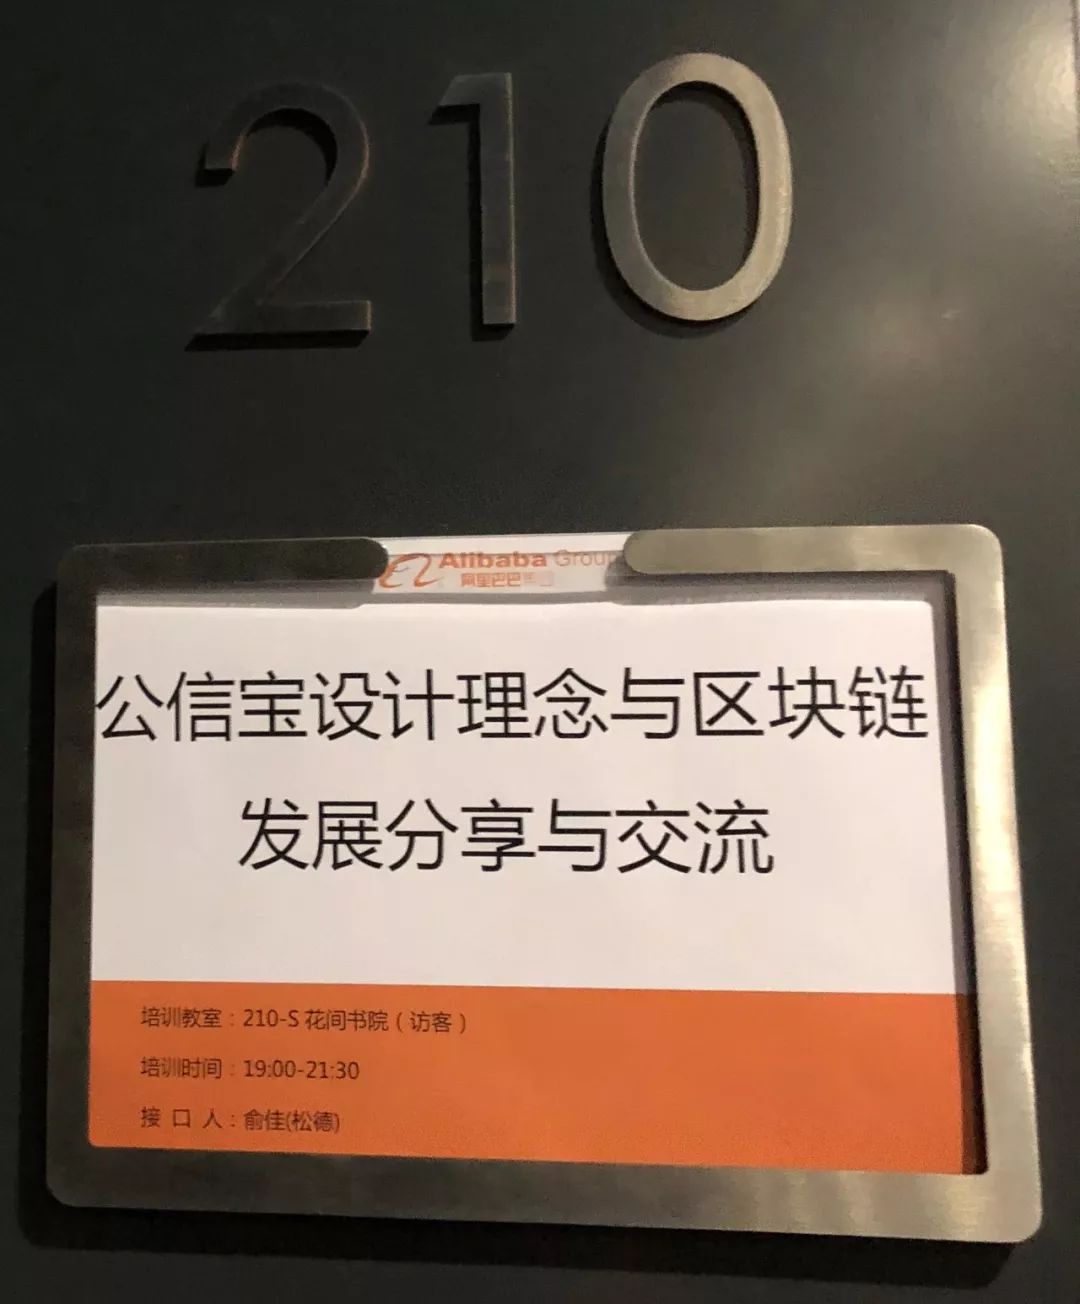 210
Alibaba Group
阿里巴巴集团
公信宝设计理念与区块链
发展分享与交流
培训教室：210-S 花间书院（访客）
培训时间：19:00-21:30
接 口 人：俞佳(松德)